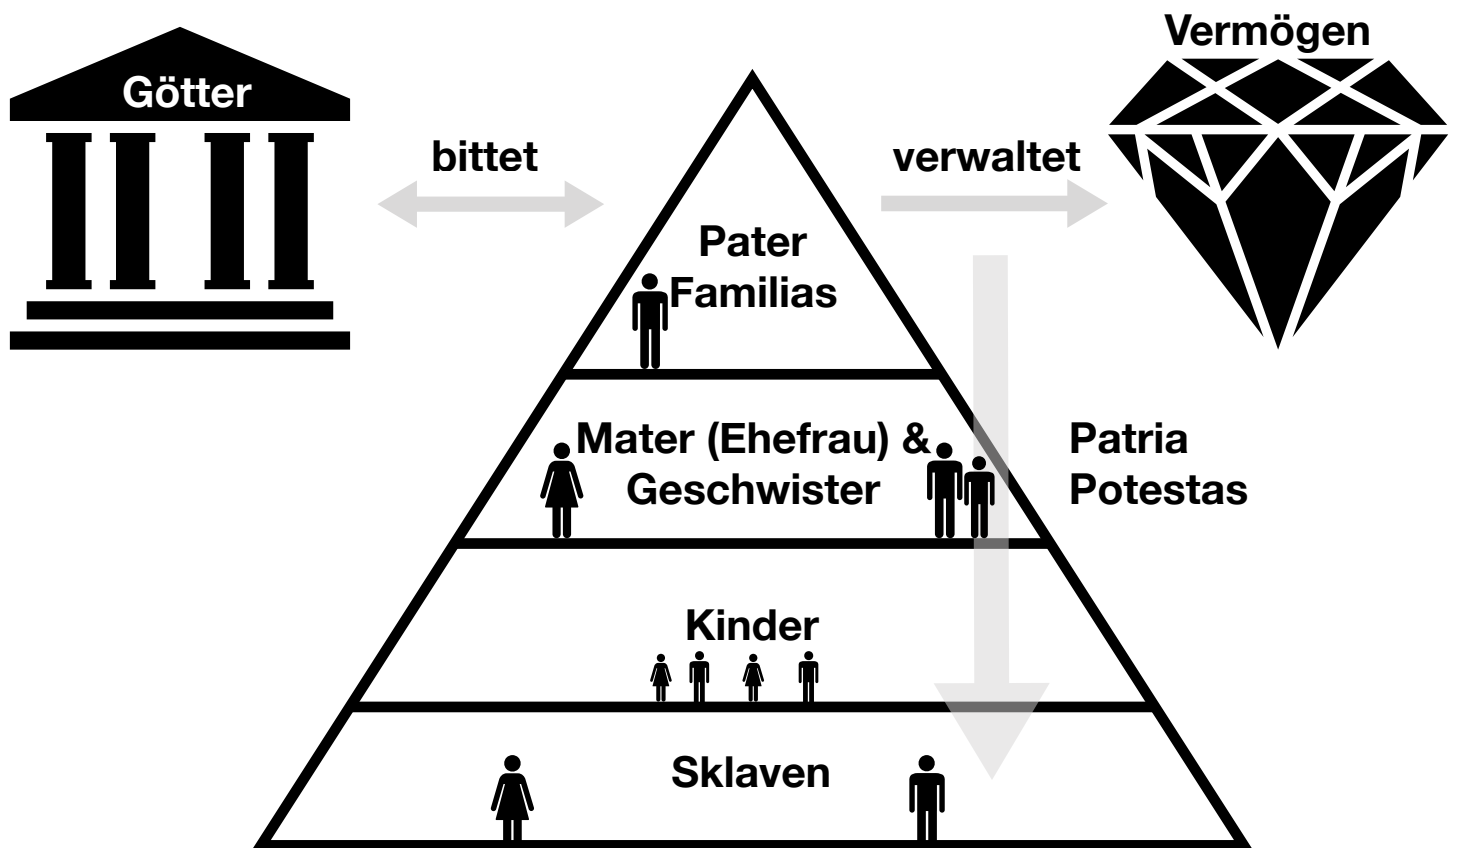 Götter
bittet
Pater
Familias
verwaltet
Vermögen
Mater (Ehefrau) &
Geschwister
Patria
Potestas
Kinder
Sklaven